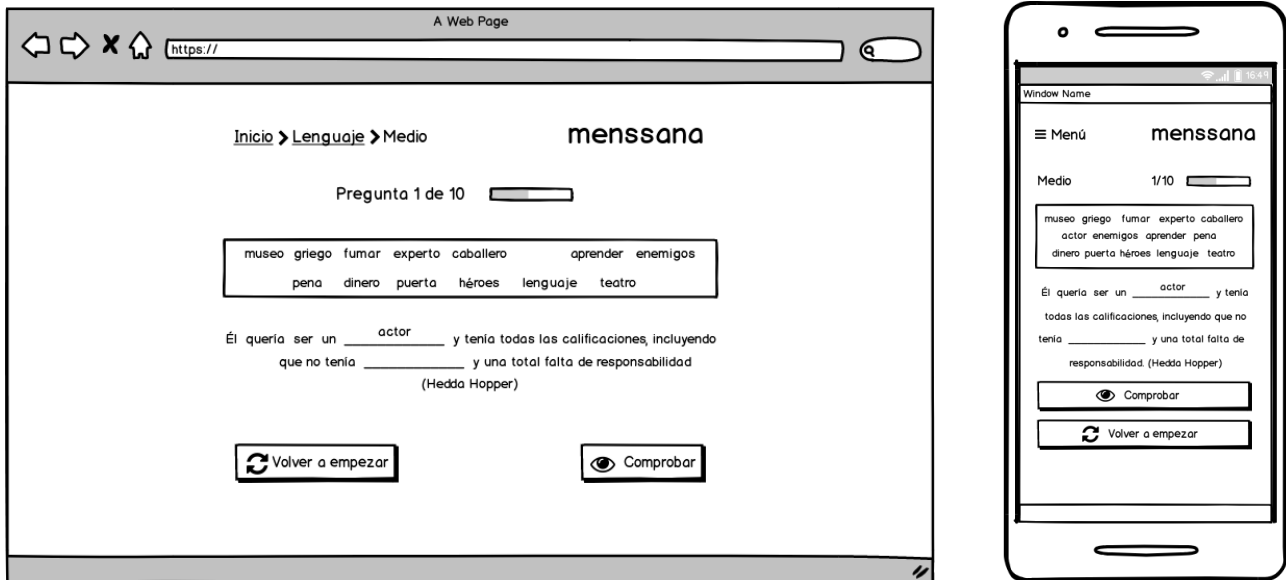 A Web Page
https://
Inicio > Lenguaje > Medio
menssana
Pregunta 1 de 10
museo griego fumar experto caballero aprender enemigos
pena dinero puerta héroes lenguaje teatro
Él quería ser un actor y tenía todas las calificaciones, incluyendo
que no tenía ____________ y una total falta de responsabilidad
(Hedda Hopper)
Volver a empezar
Comprobar
16:49
Window Name
≡ Menú
menssana
Medio
1/10
museo griego fumar experto caballero
actor enemigos aprender pena
dinero puerta héroes lenguaje teatro
Él quería ser un actor y tenía
todas las calificaciones, incluyendo que no
tenía ____________ y una total falta de
responsabilidad. (Hedda Hopper)
Comprobar
Volver a empezar